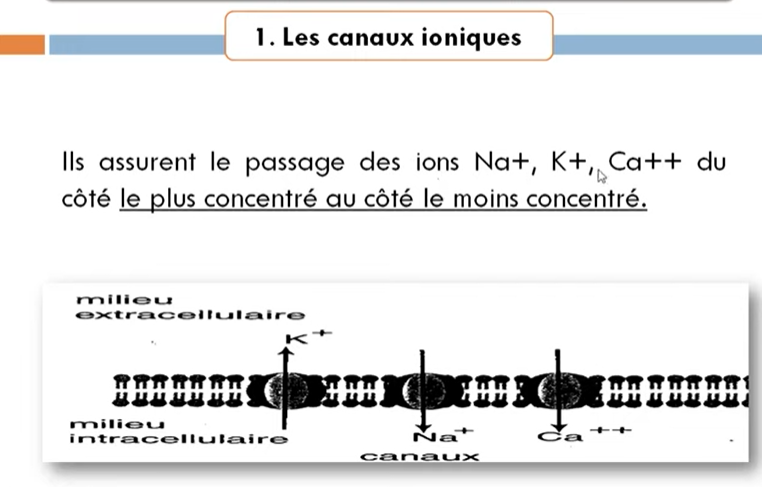 1. Les canaux ioniques
Ils assurent le passage des ions Na+, K+, Ca++ du
côté le plus concentré au côté le moins concentré.
milieu
extracellulaire
K+
milieu
intracellulaire
Na+
Ca++
canaux